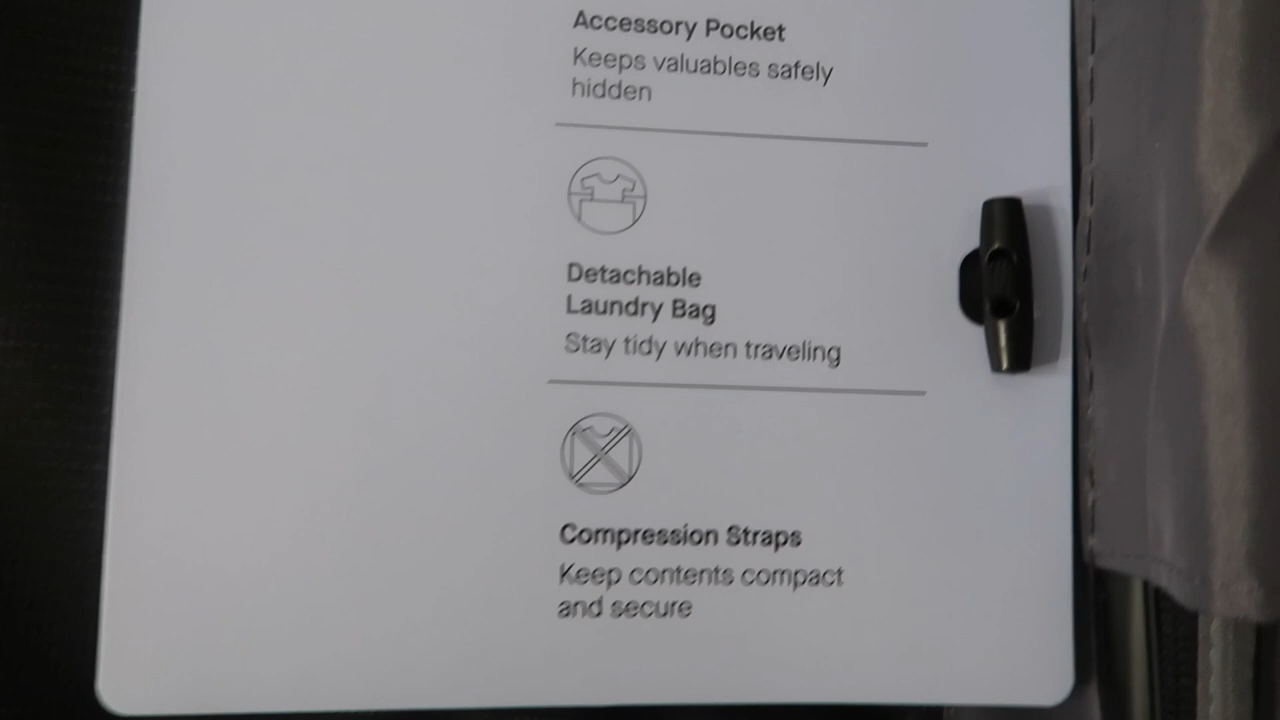 Accessory Pocket
Keeps valuables safely
hidden
Detachable
Laundry Bag
Stay tidy when traveling
Compression Straps
Keep contents compact
and secure